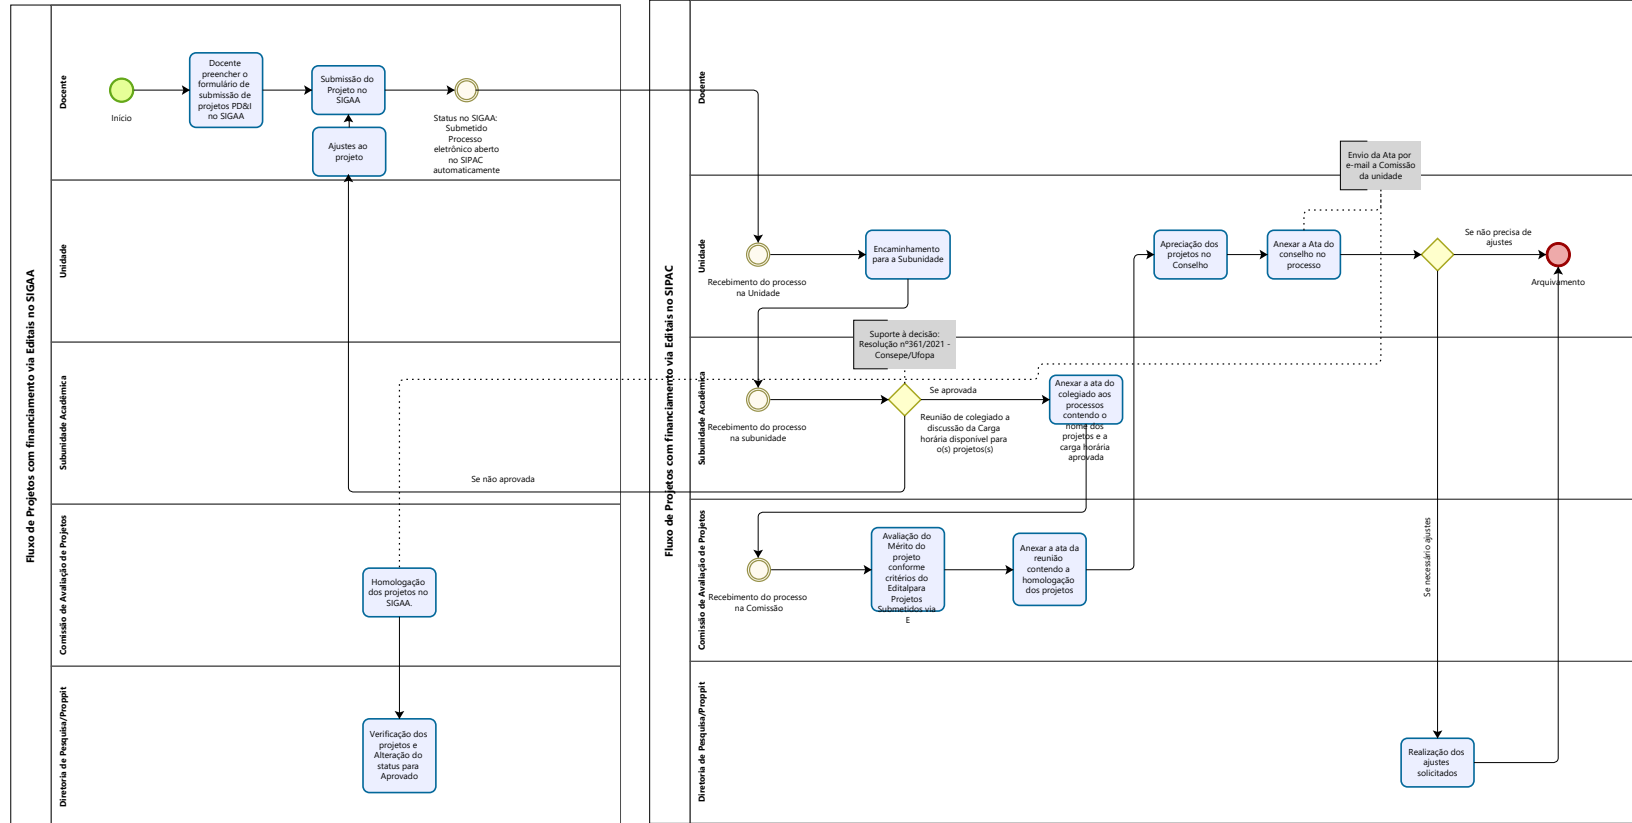 Fluxo de Projetos com financiamento via Editais no SIGAA
Docente
Início
Docente
preencher o
formulário de
submissão de
projetos PD&I
no SIGAA
Submissão do
Projeto no
SIGAA
Ajustes ao
projeto
Status no SIGAA:
Submetido
Processo
eletrônico aberto
no SIPAC
automaticamente
Unidade
Subunidade Acadêmica
Se não aprovada
Comissão de Avaliação de Projetos
Homologação
dos projetos no
SIGAA.
Diretoria de Pesquisa/Proppit
Verificação dos
projetos e
Alteração do
status para
Aprovado
Fluxo de Projetos com financiamento via Editais no SIPAC
Docente
Envio da Ata por
e-mail a Comissão
da unidade
Unidade
Recebimento do processo
na Unidade
Encaminhamento
para a Subunidade
Apreciação dos
projetos no
Conselho
Anexar a Ata do
conselho no
processo
Se não precisa de
ajustes
Arquivamento
Suporte à decisão:
Resolução nº361/2021 -
Consepe/Ufopa
Subunidade Acadêmica
Recebimento do processo
na subunidade
Se aprovada
Reunião de colegiado a
discussão da Carga
horária disponível para
o(s) projetos(s)
Anexar a ata do
colegiado aos
processos
contendo o
nome dos
projetos e a
carga horária
aprovada
Comissão de Avaliação de Projetos
Recebimento do processo
na Comissão
Avaliação do
Mérito do
projeto
conforme
critérios do
Editalpara
Projetos
Submetidos via
E
Anexar a ata da
reunião
contendo a
homologação
dos projetos
Se necessário ajustes
Diretoria de Pesquisa/Proppit
Realização dos
ajustes
solicitados